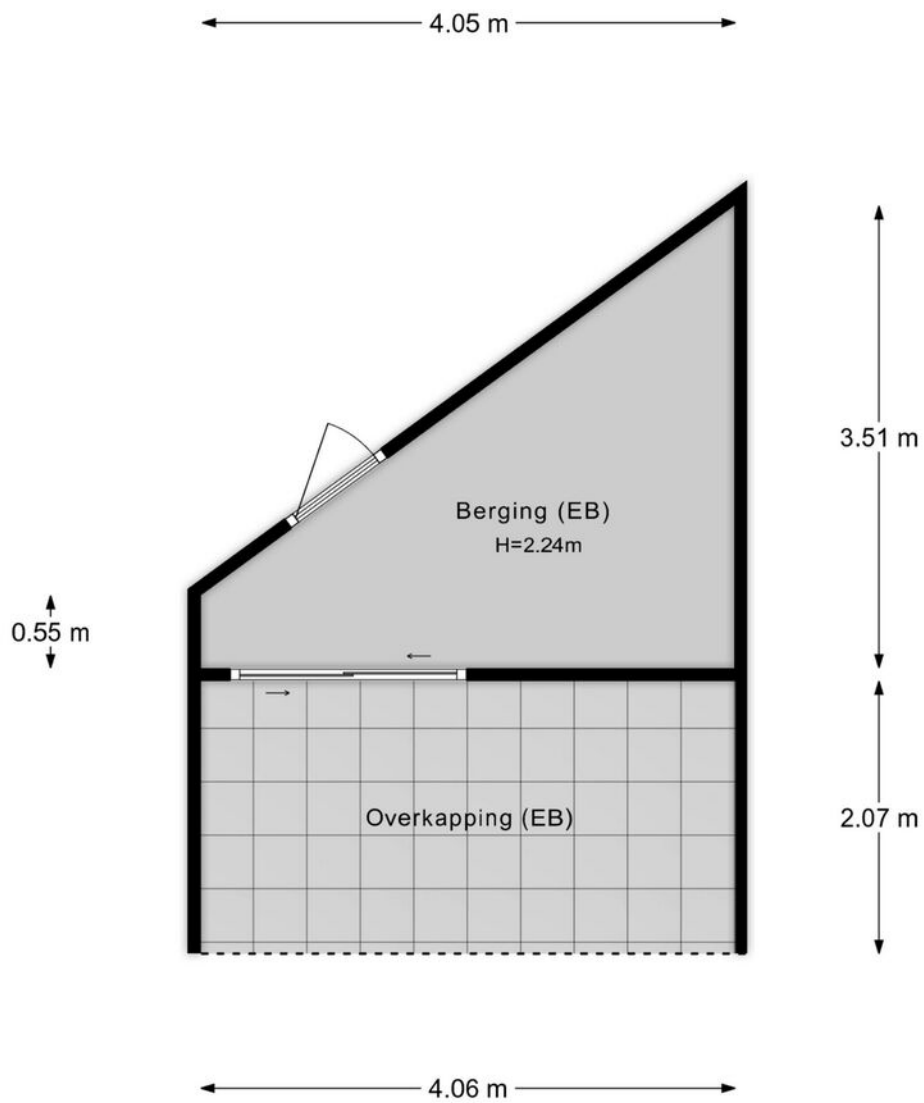 4.05 m
3.51 m
Berging (EB)
H=2.24m
0.55 m
Overkapping (EB)
2.07 m
4.06 m